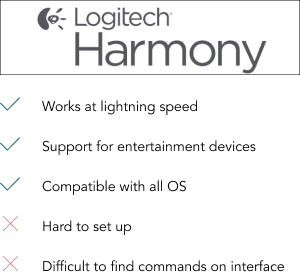 Logitech
Harmony
Works at lightning speed
Support for entertainment devices
Compatible with all OS
Hard to set up
Difficult to find commands on interface